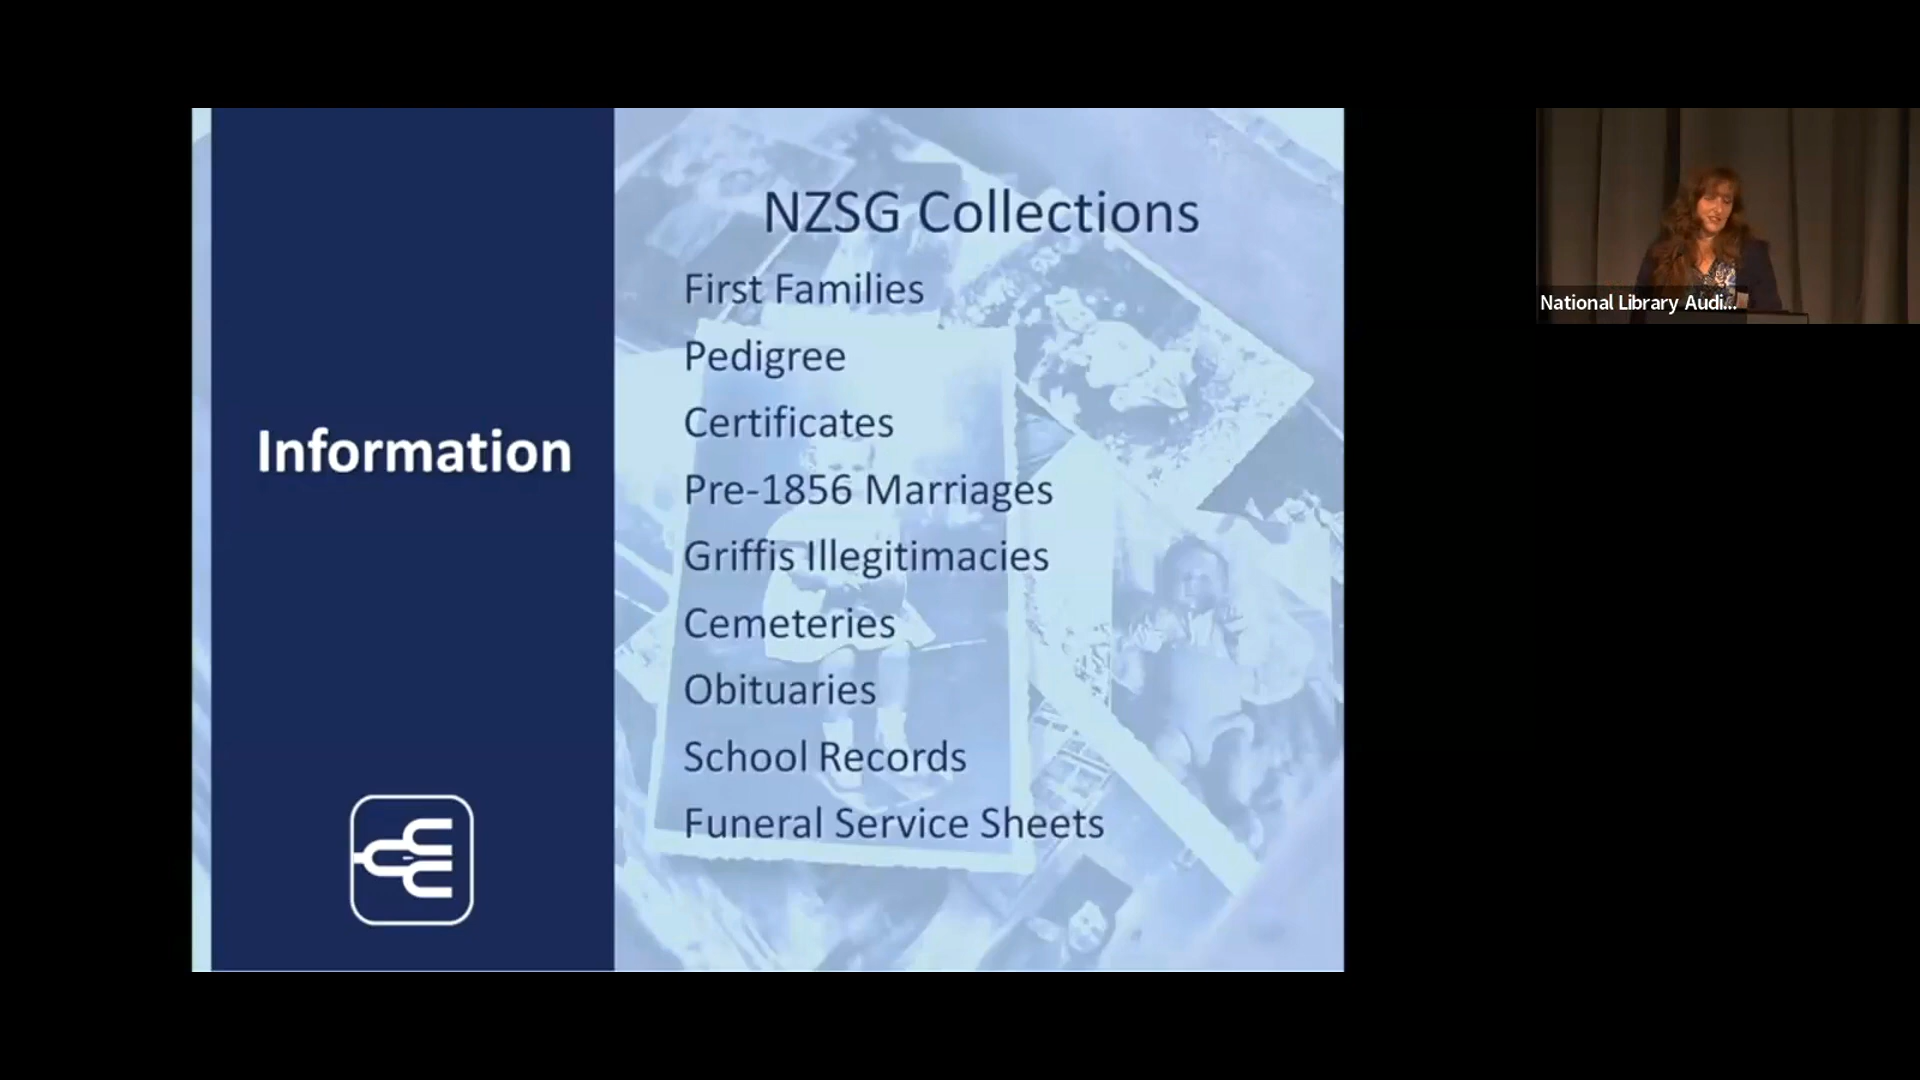 Information
NZSG Collections
First Families
Pedigree
Certificates
Pre-1856 Marriages
Griffis Illegitimacies
Cemeteries
Obituaries
School Records
Funeral Service Sheets
National Library Audi...